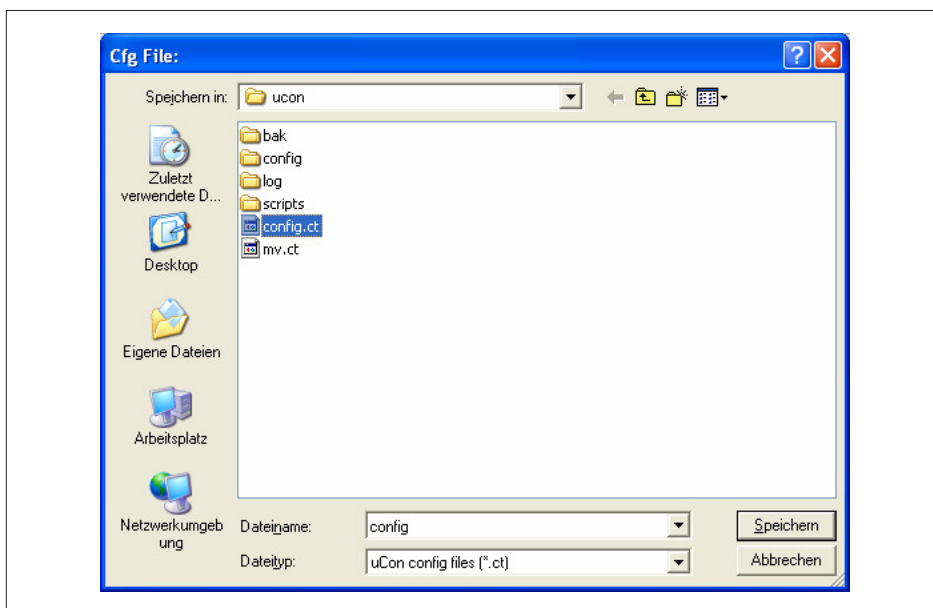 Cfg File:
Speichern in:
ucon
bak
config
log
scripts
config.ct
mv.ct
Zuletzt
verwendete D...
Desktop
Eigene Dateien
Arbeitsplatz
Netzwerkumgeb
ung
Dateiname:
config
Speichern
Dateityp:
uCon config files (*.ct)
Abbrechen